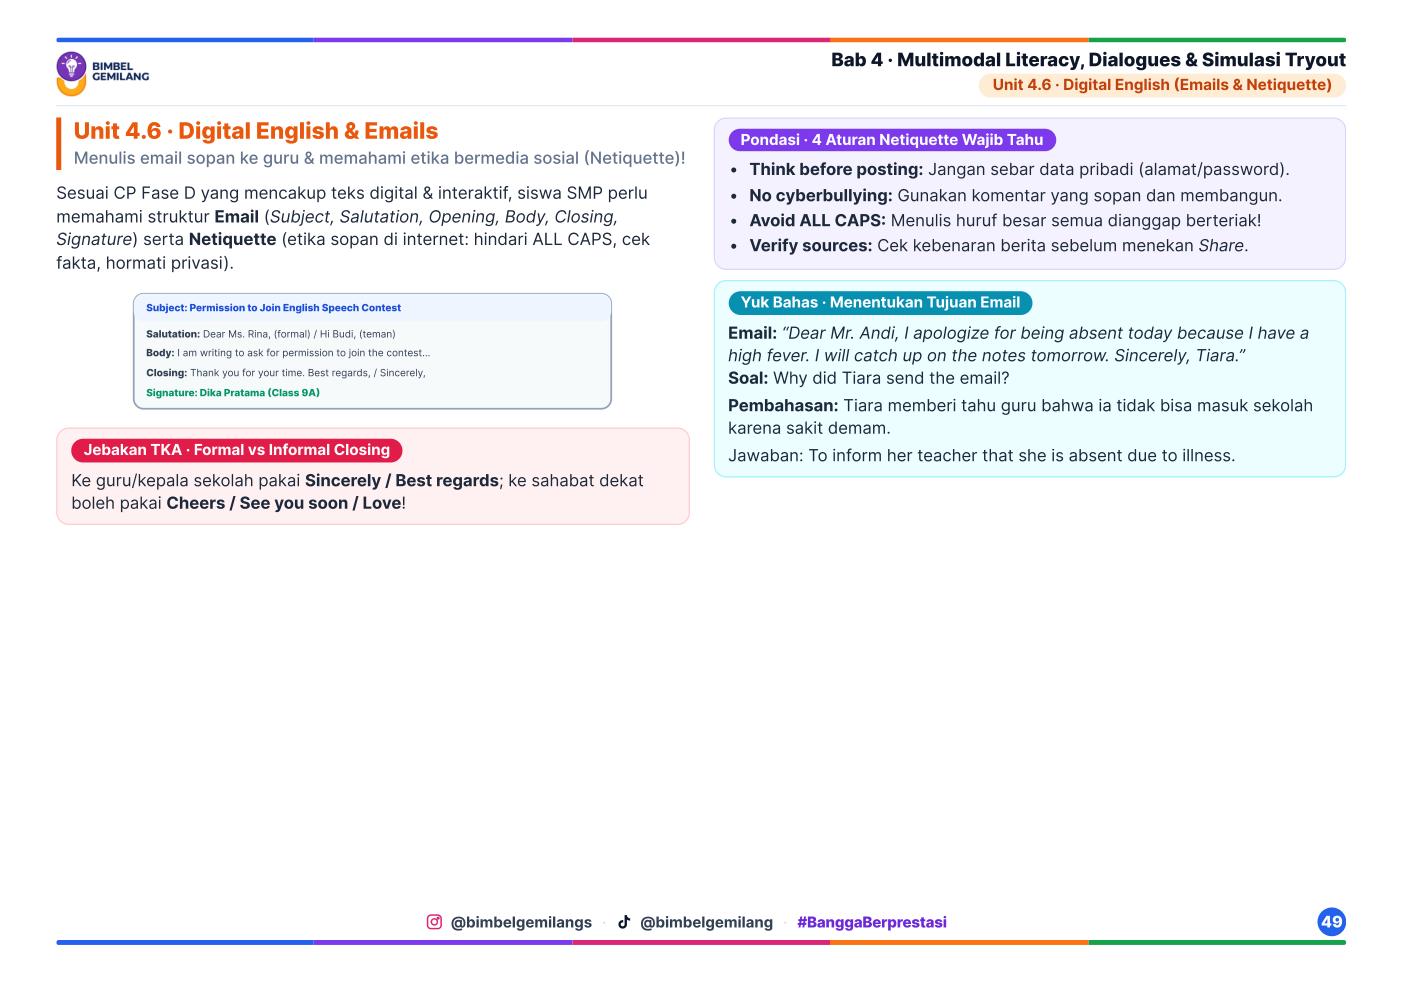 BIMBEL
GEMILANG
Bab 4 · Multimodal Literacy, Dialogues & Simulasi Tryout
Unit 4.6 · Digital English (Emails & Netiquette)
Unit 4.6 · Digital English & Emails
Menulis email sopan ke guru & memahami etika bermedia sosial (Netiquette)!
Sesuai CP Fase D yang mencakup teks digital & interaktif, siswa SMP perlu
memahami struktur Email (Subject, Salutation, Opening, Body, Closing,
Signature) serta Netiquette (etika sopan di internet: hindari ALL CAPS, cek
fakta, hormati privasi).
Subject: Permission to Join English Speech Contest
Salutation: Dear Ms. Rina, (formal) / Hi Budi, (teman)
Body: I am writing to ask for permission to join the contest...
Closing: Thank you for your time. Best regards, / Sincerely,
Signature: Dika Pratama (Class 9A)
Jebakan TKA · Formal vs Informal Closing
Ke guru/kepala sekolah pakai Sincerely / Best regards; ke sahabat dekat
boleh pakai Cheers / See you soon / Love!
Pondasi · 4 Aturan Netiquette Wajib Tahu
• Think before posting: Jangan sebar data pribadi (alamat/password).
• No cyberbullying: Gunakan komentar yang sopan dan membangun.
• Avoid ALL CAPS: Menulis huruf besar semua dianggap berteriak!
• Verify sources: Cek kebenaran berita sebelum menekan Share.
Yuk Bahas · Menentukan Tujuan Email
Email: “Dear Mr. Andi, I apologize for being absent today because I have a
high fever. I will catch up on the notes tomorrow. Sincerely, Tiara.”
Soal: Why did Tiara send the email?
Pembahasan: Tiara memberi tahu guru bahwa ia tidak bisa masuk sekolah
karena sakit demam.
Jawaban: To inform her teacher that she is absent due to illness.
@bimbelgemilangs · @bimbelgemilang · #BanggaBerprestasi
49